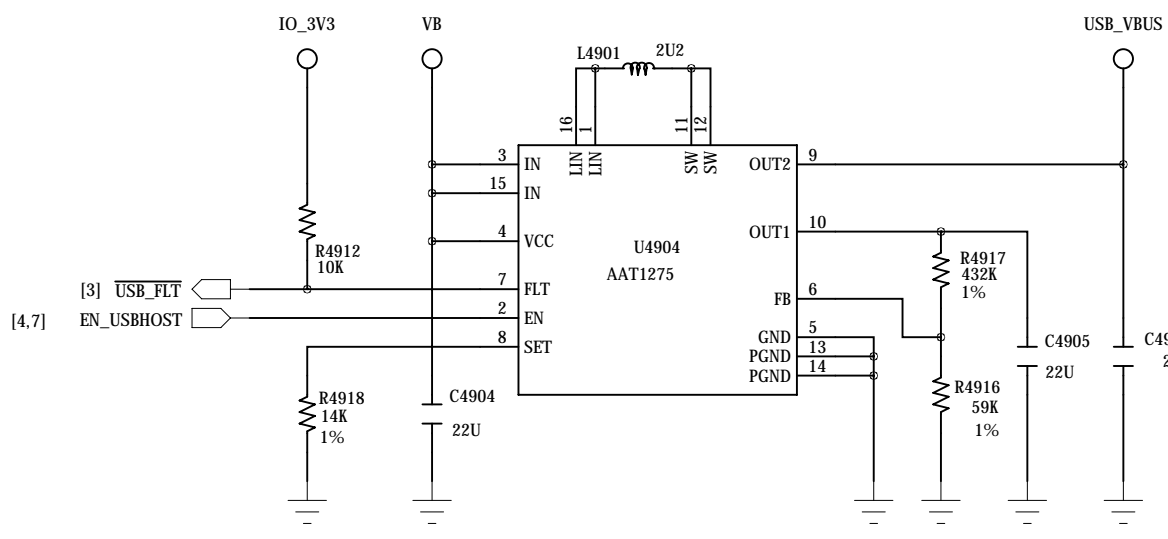 IO_3V3
VB
USB_VBUS
L4901
2U2
16
1
11
12
LIN
LIN
SW
SW
3
IN
OUT2
9
15
IN
4
VCC
OUT1
10
U4904
AAT1275
R4912
10K
R4917
432K
1%
[3]
USB_FLT
7
FLT
FB
6
[4,7]
EN_USBHOST
2
EN
8
SET
GND
5
PGND
13
PGND
14
C4905
22U
R4918
14K
1%
C4904
22U
R4916
59K
1%
C49
2